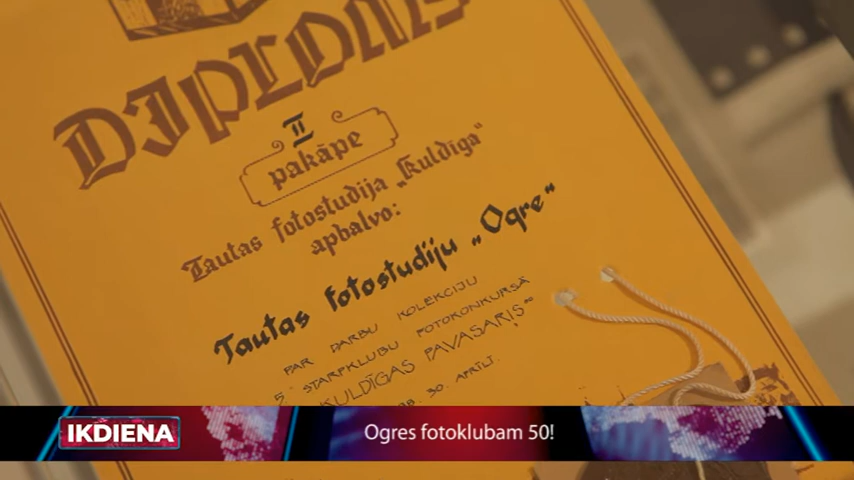 DIPLOMS
II
pakāpe
Tautas fotostudija „Kuldīga“
apbalvo:
Tautas fotostudiju „Ogre“
PAR DARBU KOLEKCIJU
5. STARPKLUBU FOTOKONKURSĀ
KULDĪGAS PAVASARIS“
30. APRĪLĪ.
IKDIENA
Ogres fotoklubam 50!